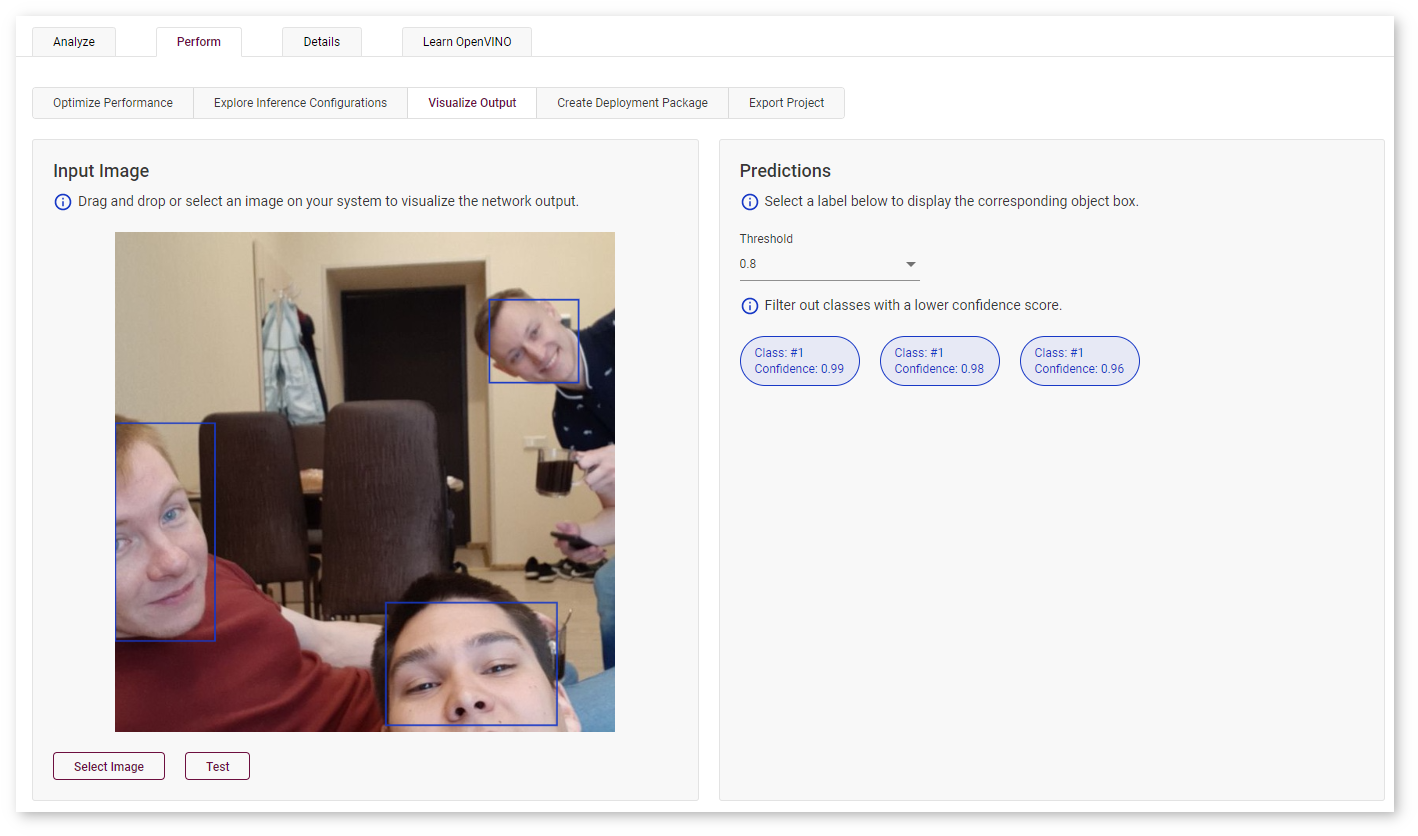 Analyze
Perform
Details
Learn OpenVINO
Optimize Performance
Explore Inference Configurations
Visualize Output
Create Deployment Package
Export Project
Input Image
Drag and drop or select an image on your system to visualize the network output.
Select Image
Test
Predictions
Select a label below to display the corresponding object box.
Threshold
0.8
Filter out classes with a lower confidence score.
Class: #1
Confidence: 0.99
Class: #1
Confidence: 0.98
Class: #1
Confidence: 0.96